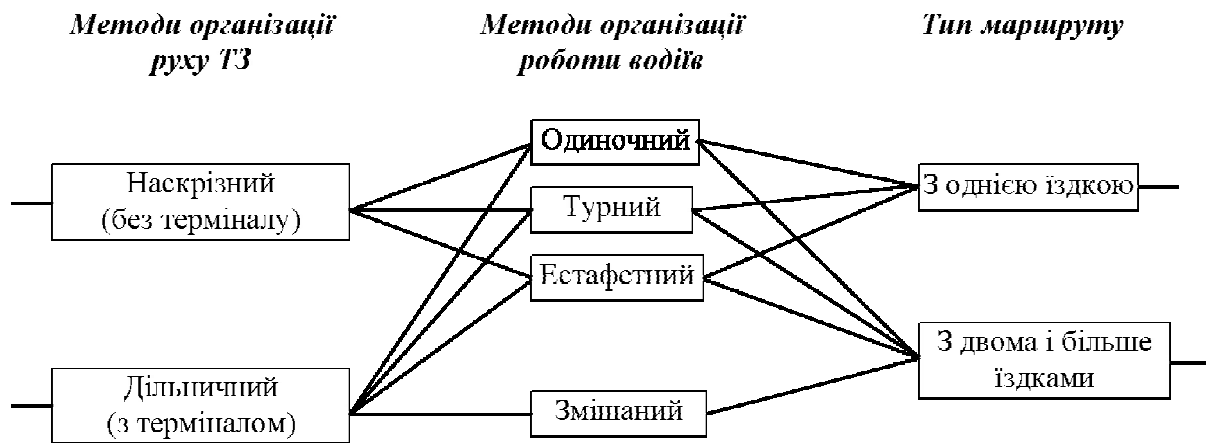 Методи організації
руху ТЗ
Методи організації
роботи водіїв
Тип маршруту
Наскрізний
(без терміналу)
Дільничний
(з терміналом)
Одиночний
Турний
Естафетний
Змішаний
З однією їздкою
З двома і більше
їздками